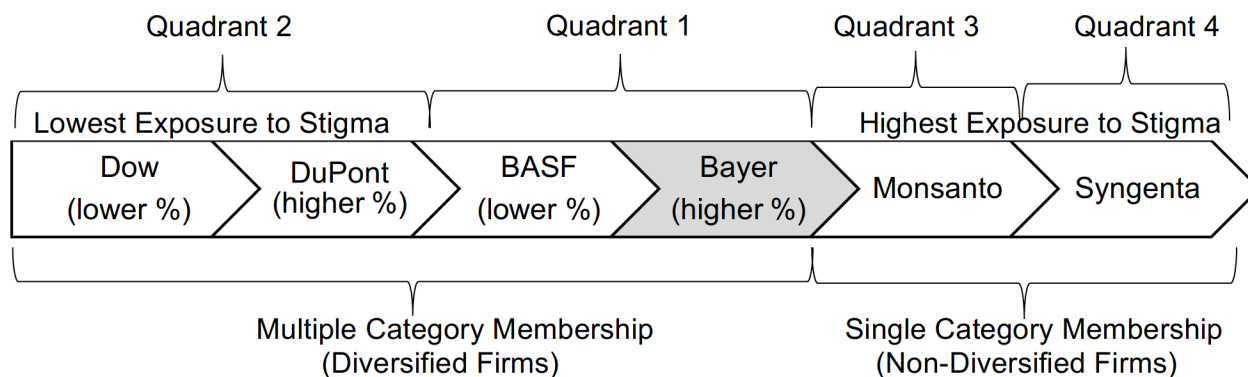 Quadrant 2
Quadrant 1
Quadrant 3
Quadrant 4
Lowest Exposure to Stigma
Highest Exposure to Stigma
Dow
(lower %)
DuPont
(higher %)
BASF
(lower %)
Bayer
(higher %)
Monsanto
Syngenta
Multiple Category Membership
(Diversified Firms)
Single Category Membership
(Non-Diversified Firms)